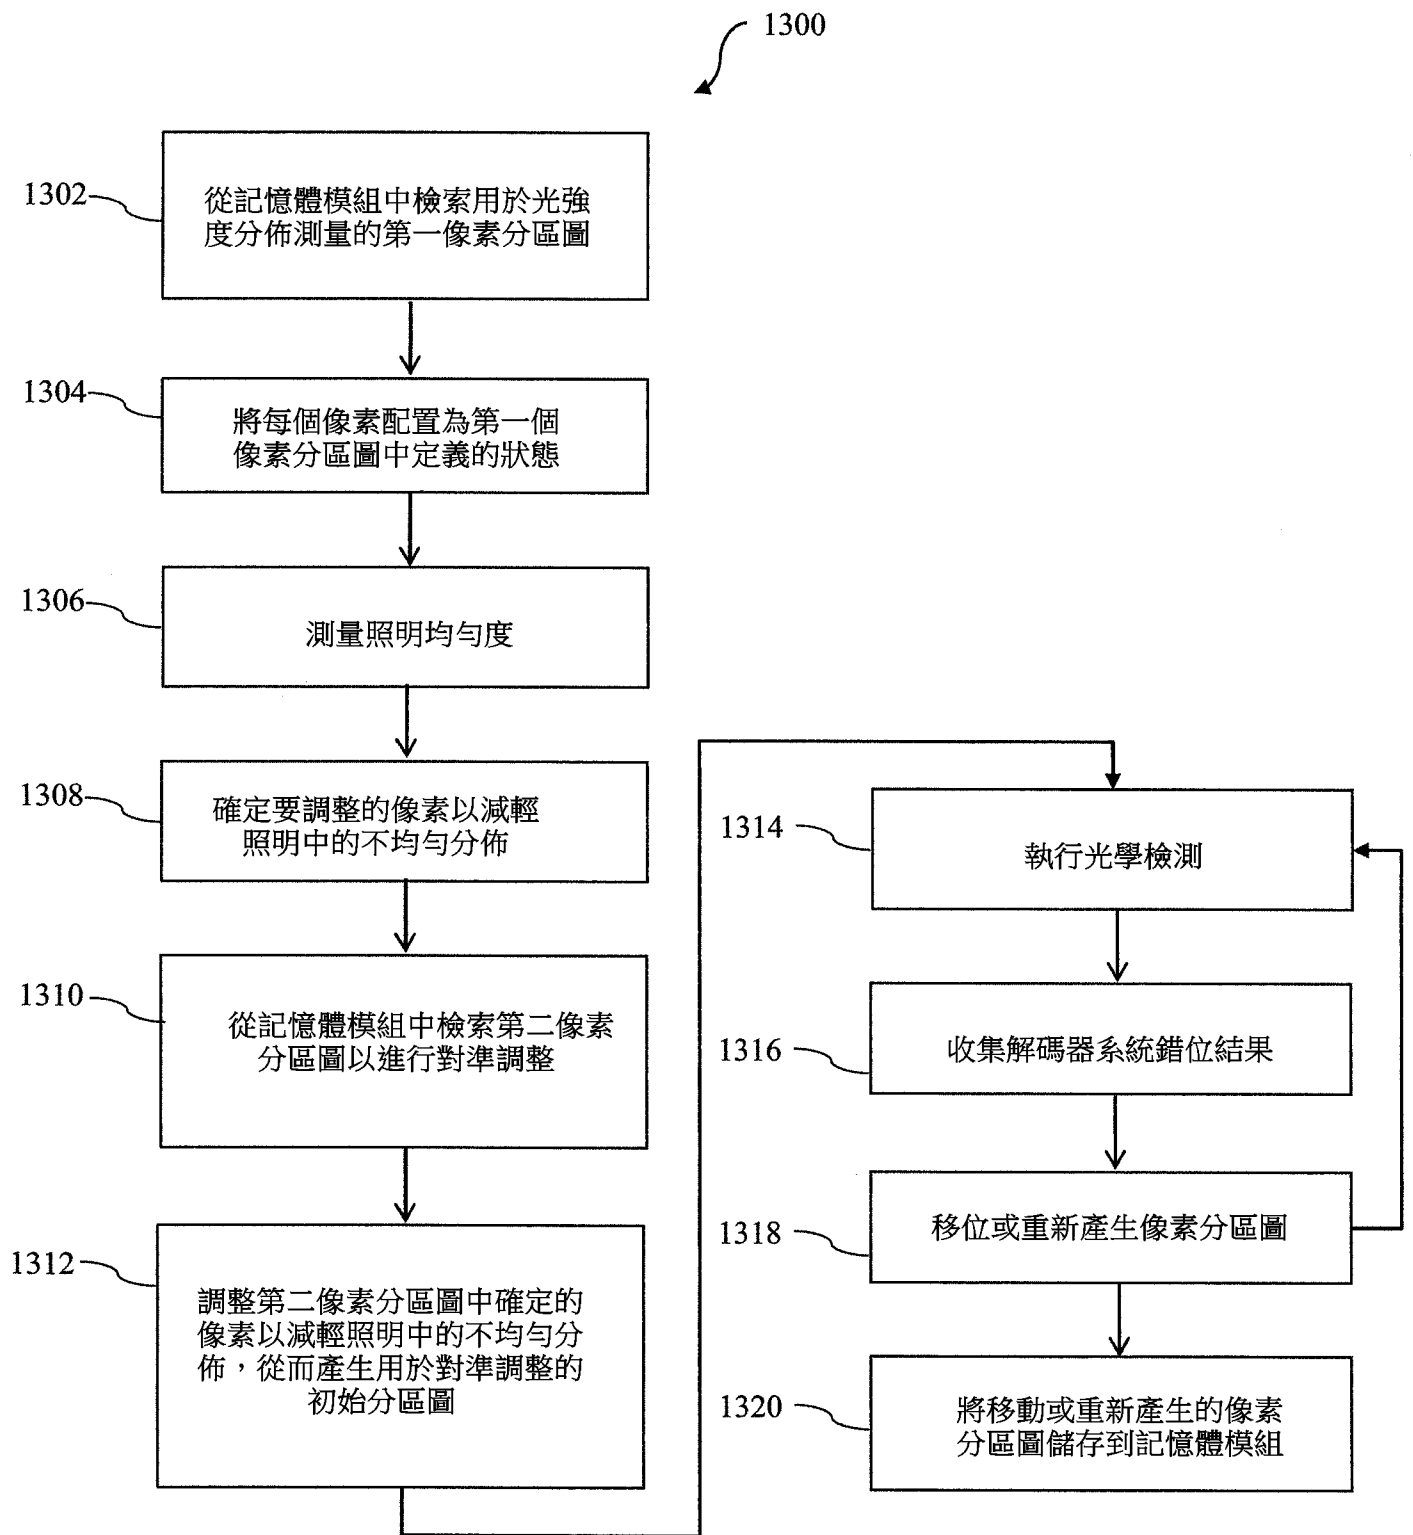 1300
1302
從記憶體模組中檢索用於光強
度分佈測量的第一像素分區圖
1304
將每個像素配置為第一個
像素分區圖中定義的狀態
1306
測量照明均勻度
1308
確定要調整的像素以減輕
照明中的不均勻分佈
1310
從記憶體模組中檢索第二像素
分區圖以進行對準調整
1312
調整第二像素分區圖中確定的
像素以減輕照明中的不均勻分
佈，從而產生用於對準調整的
初始分區圖
1314
執行光學檢測
1316
收集解碼器系統錯位結果
1318
移位或重新產生像素分區圖
1320
將移動或重新產生的像素
分區圖儲存到記憶體模組